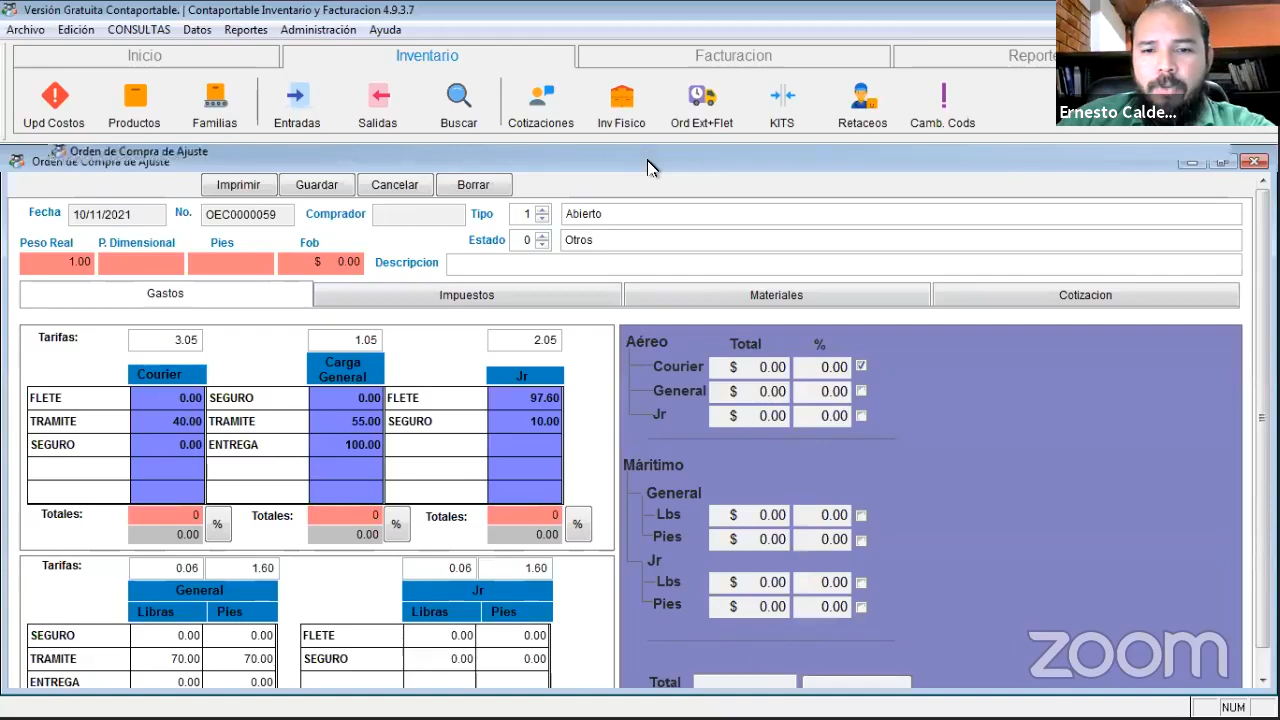 Versión Gratuita Contaportable. | Contaportable Inventario y Facturacion 4.9.3.7
Archivo Edición CONSULTAS Datos Reportes Administración Ayuda
Inicio Inventario Facturacion Reporte
Upd Costos Productos Familias Entradas Salidas Buscar Cotizaciones Inv Fisico Ord Ext+Flet KITS Retaceos Camb. Cods
Ernesto Calde...
Orden de Compra de Ajuste
Orden de Compra de Ajuste
Imprimir Guardar Cancelar Borrar
Fecha 10/11/2021 No. OEC0000059 Comprador Tipo 1 Abierto
Estado 0 Otros
Peso Real P. Dimensional Pies Fob
1.00 $ 0.00 Descripcion
Gastos Impuestos Materiales Cotizacion
Tarifas: 3.05 1.05 2.05
Courier Carga General Jr
FLETE 0.00 SEGURO 0.00 FLETE 97.60
TRAMITE 40.00 TRAMITE 55.00 SEGURO 10.00
SEGURO 0.00 ENTREGA 100.00
Totales: 0 % Totales: 0 % Totales: 0 %
0.00 0.00 0.00
Tarifas: 0.06 1.60 0.06 1.60
General Jr
Libras Pies Libras Pies
SEGURO 0.00 0.00 FLETE 0.00 0.00
TRAMITE 70.00 70.00 SEGURO 0.00 0.00
ENTREGA 0.00 0.00
Aéreo Total %
Courier $ 0.00 0.00
General $ 0.00 0.00
Jr $ 0.00 0.00
Máritimo
General
Lbs $ 0.00 0.00
Pies $ 0.00 0.00
Jr
Lbs $ 0.00 0.00
Pies $ 0.00 0.00
Total
zoom
NUM